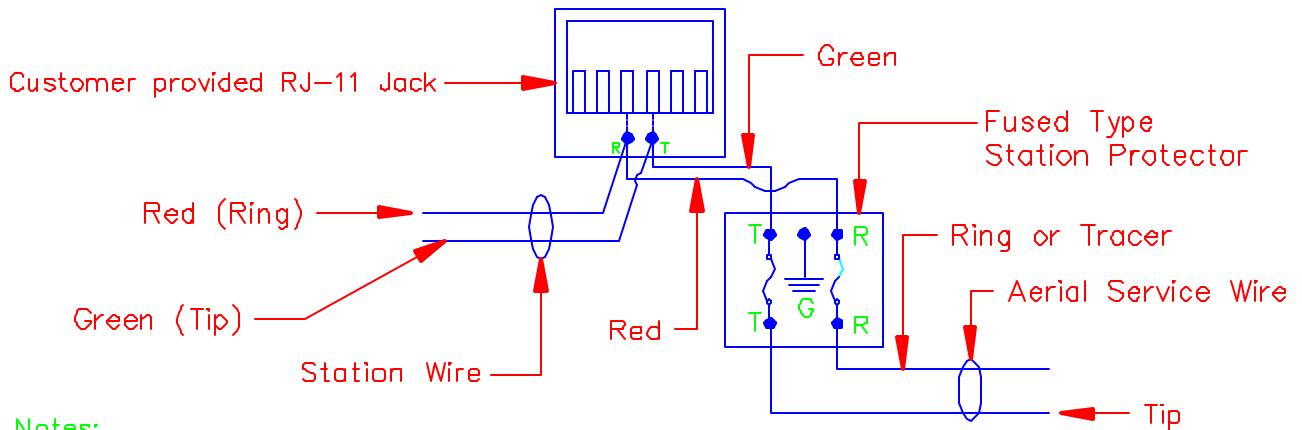 Green
Customer provided RJ-11 Jack
Fused Type
Station Protector
R T
Red (Ring)
T R
Ring or Tracer
Aerial Service Wire
Green (Tip)
G
T R
Red
Station Wire
Tip
Notes: